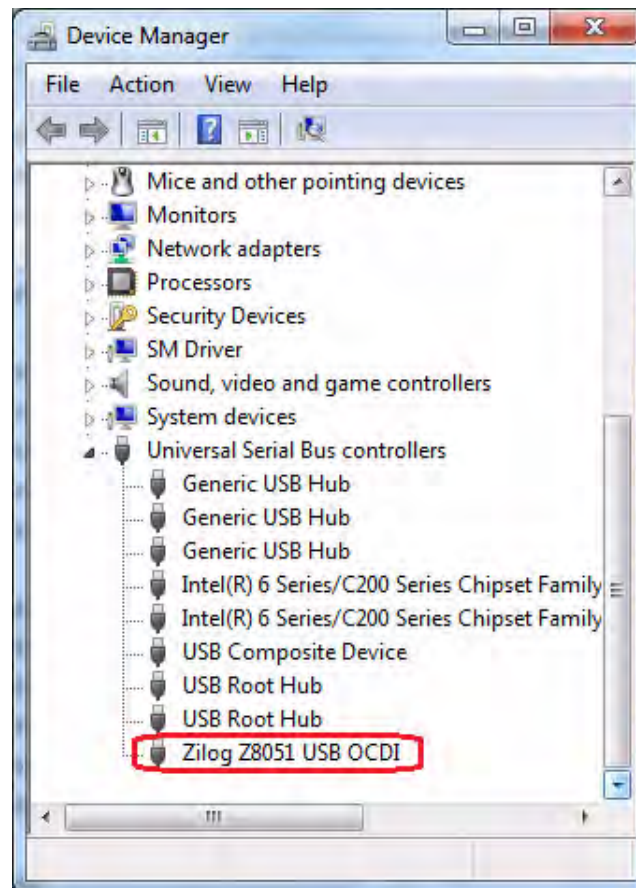 Device Manager
File Action View Help
Mice and other pointing devices
Monitors
Network adapters
Processors
Security Devices
SM Driver
Sound, video and game controllers
System devices
Universal Serial Bus controllers
Generic USB Hub
Generic USB Hub
Generic USB Hub
Intel(R) 6 Series/C200 Series Chipset Family
Intel(R) 6 Series/C200 Series Chipset Family
USB Composite Device
USB Root Hub
USB Root Hub
Zilog Z8051 USB OCDI